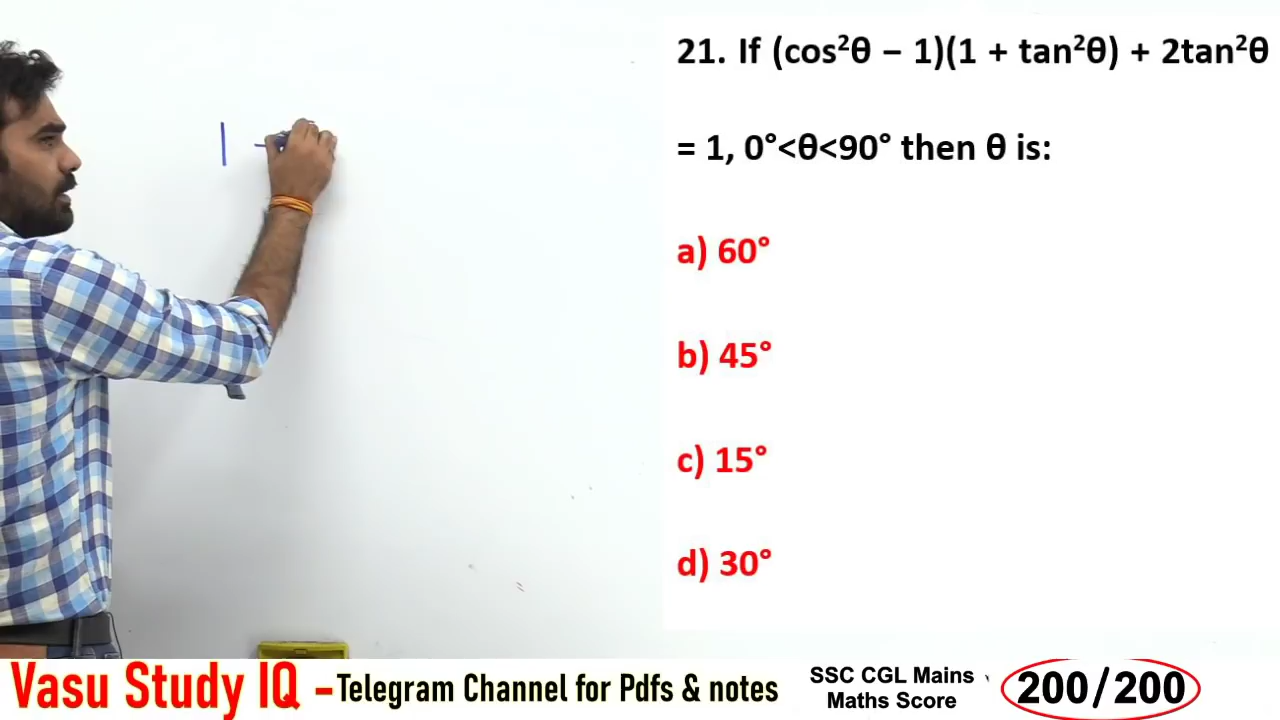 21. If (cos²θ − 1)(1 + tan²θ) + 2tan²θ
= 1, 0°<θ<90° then θ is:
a) 60°
b) 45°
c) 15°
d) 30°
1 -
Vasu Study IQ - Telegram Channel for Pdfs & notes
SSC CGL Mains
Maths Score
200/200